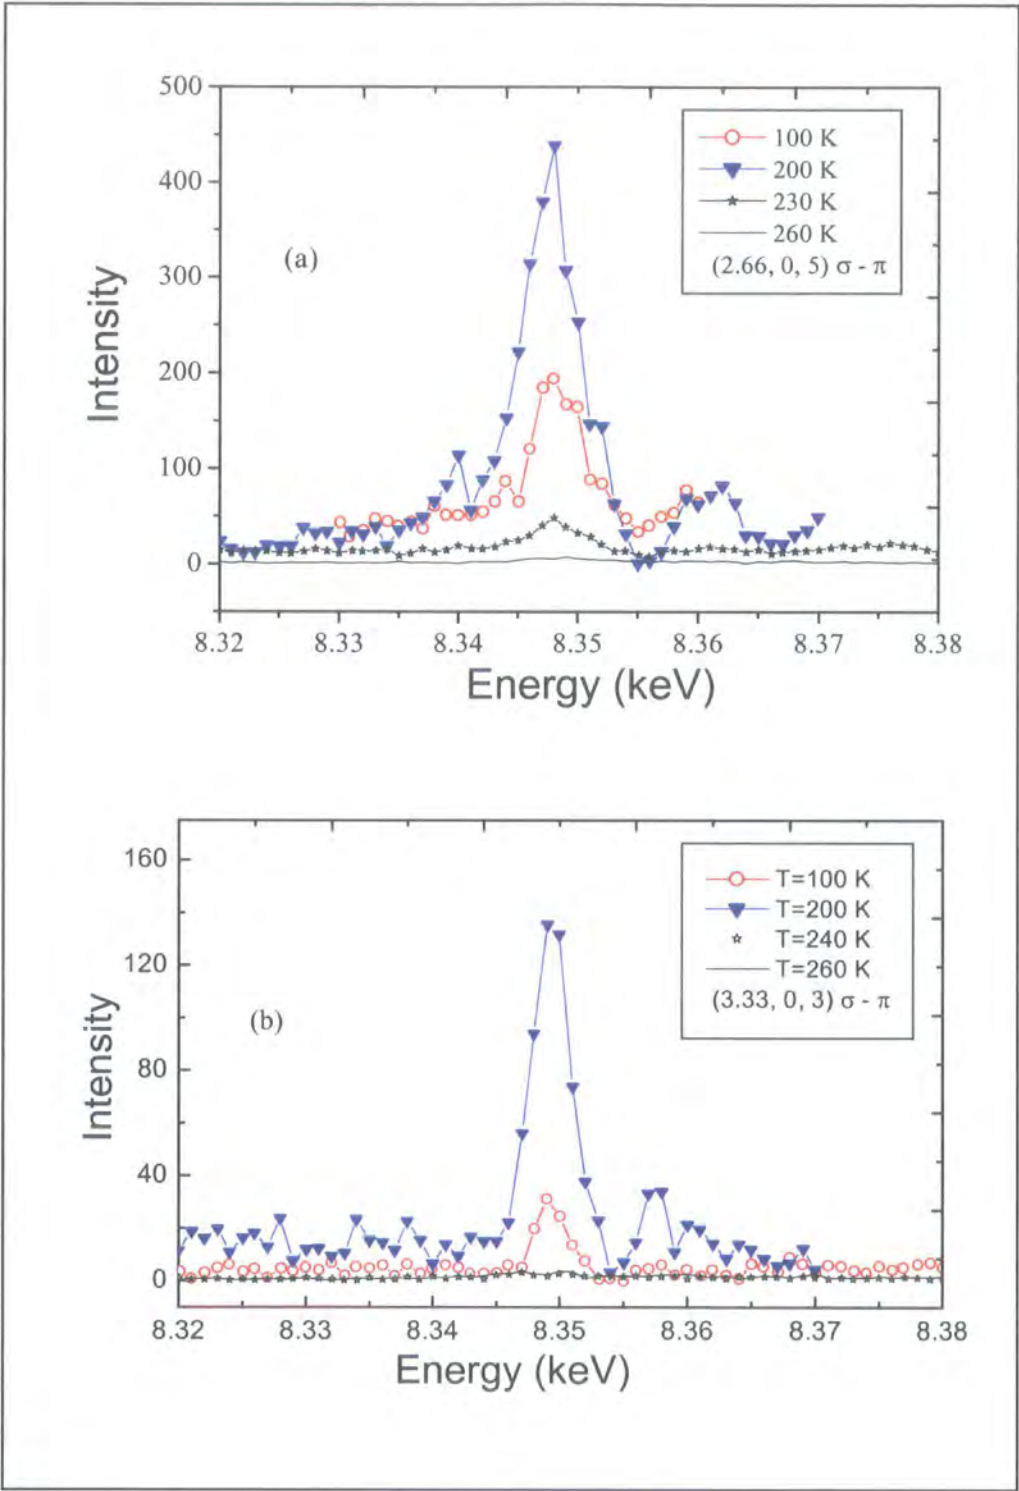 500
400
300
200
100
0
Intensity
(a)
100 K
200 K
230 K
260 K
(2.66, 0, 5) σ - π
8.32 8.33 8.34 8.35 8.36 8.37 8.38
Energy (keV)
160
120
80
40
0
Intensity
(b)
T=100 K
T=200 K
T=240 K
T=260 K
(3.33, 0, 3) σ - π
8.32 8.33 8.34 8.35 8.36 8.37 8.38
Energy (keV)